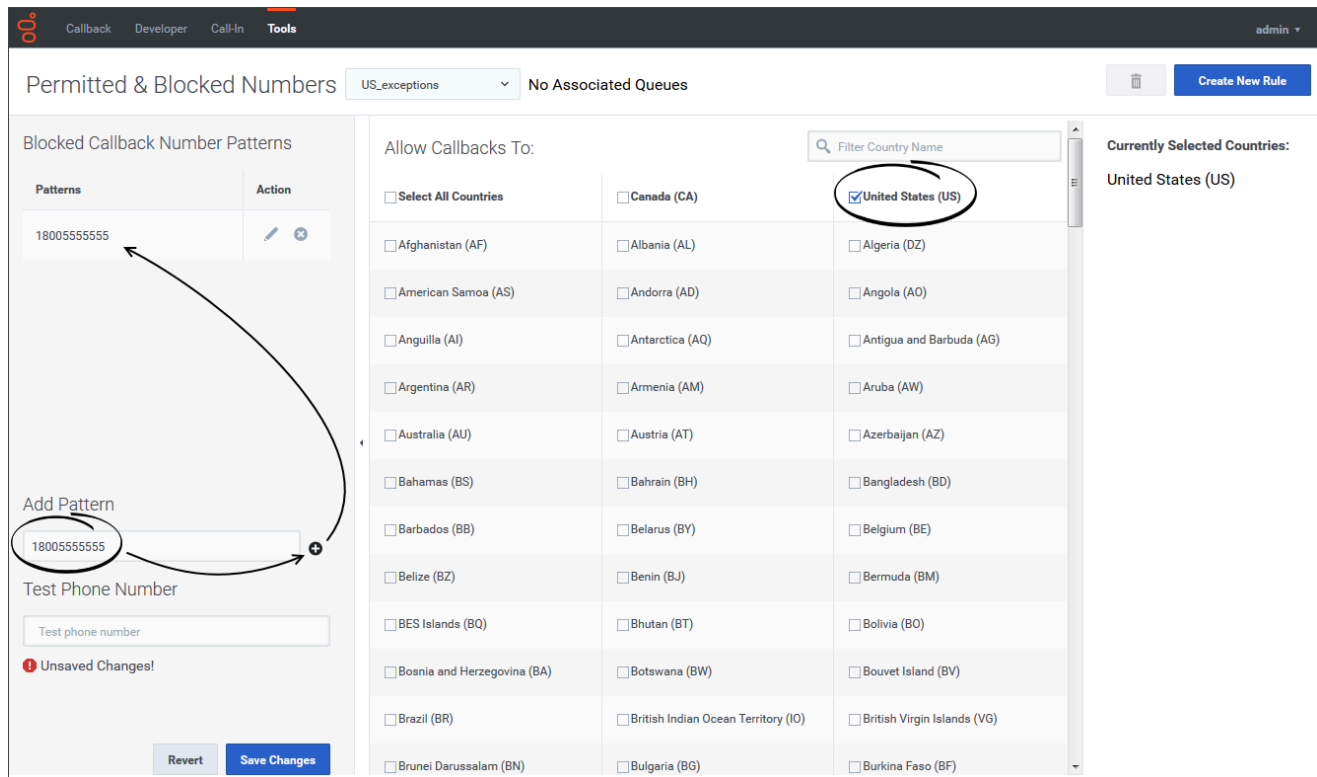 Callback Developer Call-In Tools admin
Permitted & Blocked Numbers US_exceptions No Associated Queues Create New Rule
Blocked Callback Number Patterns
Patterns Action
18005555555
Add Pattern
18005555555
Test Phone Number
Test phone number
Unsaved Changes!
Revert Save Changes
Allow Callbacks To: Filter Country Name
Select All Countries Canada (CA) United States (US)
Afghanistan (AF) Albania (AL) Algeria (DZ)
American Samoa (AS) Andorra (AD) Angola (AO)
Anguilla (AI) Antarctica (AQ) Antigua and Barbuda (AG)
Argentina (AR) Armenia (AM) Aruba (AW)
Australia (AU) Austria (AT) Azerbaijan (AZ)
Bahamas (BS) Bahrain (BH) Bangladesh (BD)
Barbados (BB) Belarus (BY) Belgium (BE)
Belize (BZ) Benin (BJ) Bermuda (BM)
BES Islands (BQ) Bhutan (BT) Bolivia (BO)
Bosnia and Herzegovina (BA) Botswana (BW) Bouvet Island (BV)
Brazil (BR) British Indian Ocean Territory (IO) British Virgin Islands (VG)
Brunei Darussalam (BN) Bulgaria (BG) Burkina Faso (BF)
Currently Selected Countries:
United States (US)